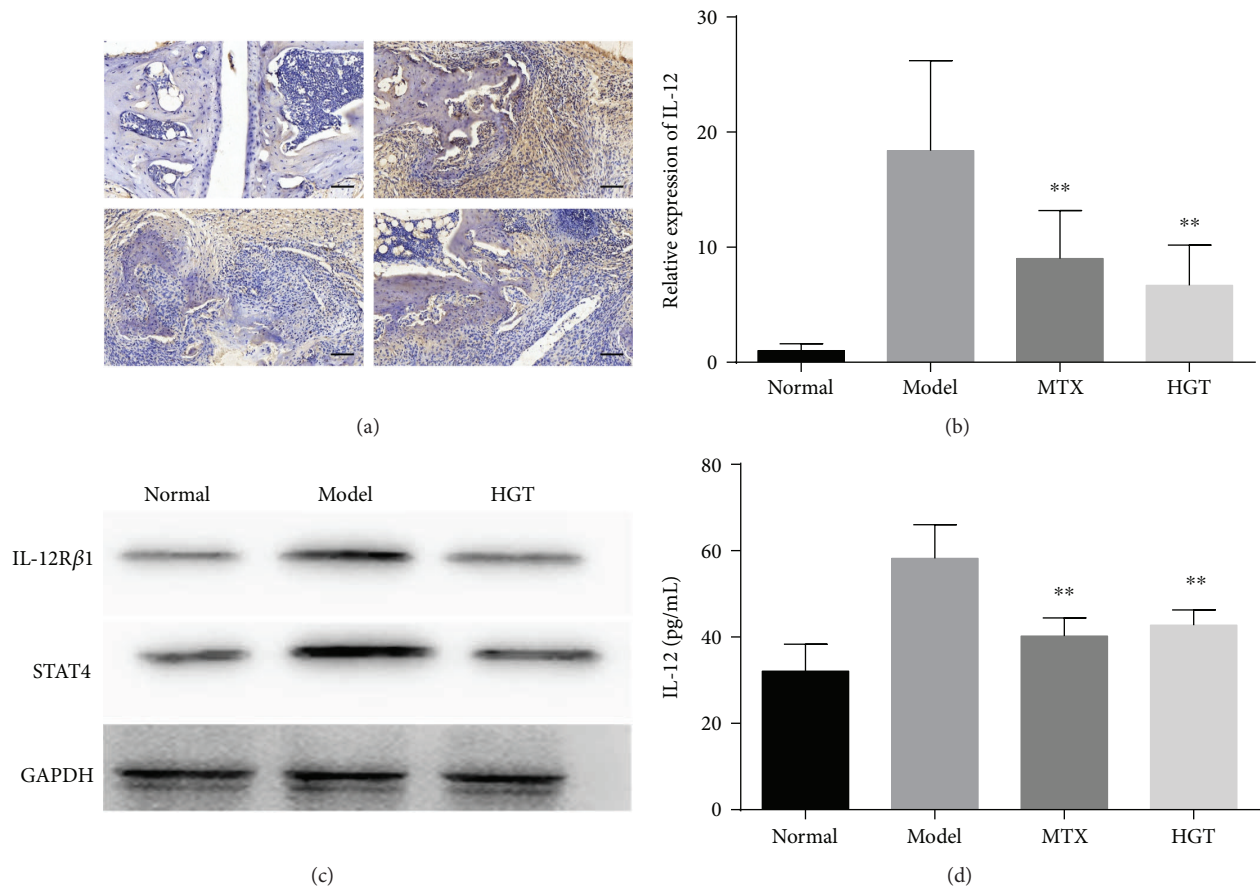 (a)
30
20
10
0
Relative expression of IL-12
**
**
Normal Model MTX HGT
(b)
Normal Model HGT
IL-12Rβ1
STAT4
GAPDH
(c)
80
60
40
20
0
IL-12 (pg/mL)
**
**
Normal Model MTX HGT
(d)